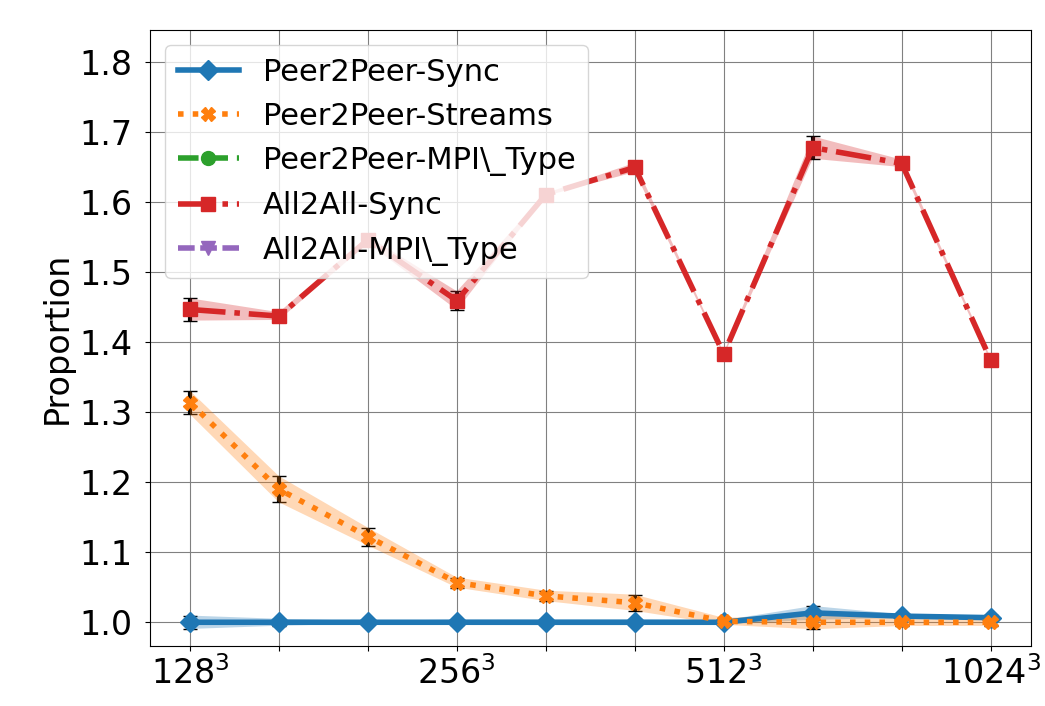 Proportion
1.8
1.7
1.6
1.5
1.4
1.3
1.2
1.1
1.0
Peer2Peer-Sync
Peer2Peer-Streams
Peer2Peer-MPI\_Type
All2All-Sync
All2All-MPI\_Type
128³ 256³ 512³ 1024³